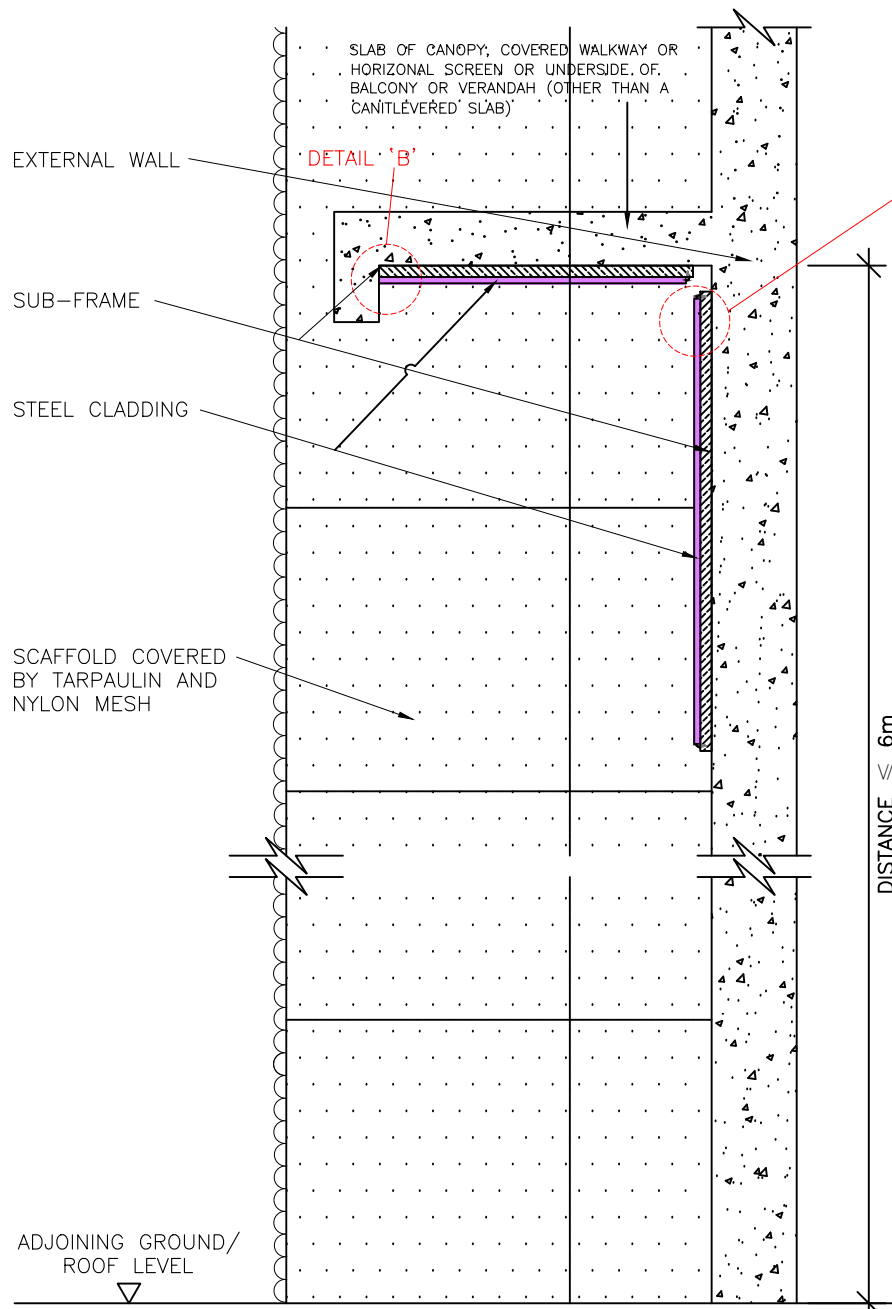 SLAB OF CANOPY, COVERED WALKWAY OR
HORIZONAL SCREEN OR UNDERSIDE OF
BALCONY OR VERANDAH (OTHER THAN A
CANITLEVERED SLAB)
EXTERNAL WALL
DETAIL 'B'
SUB-FRAME
STEEL CLADDING
SCAFFOLD COVERED
BY TARPAULIN AND
NYLON MESH
DISTANCE ≤ 6m
ADJOINING GROUND/
ROOF LEVEL